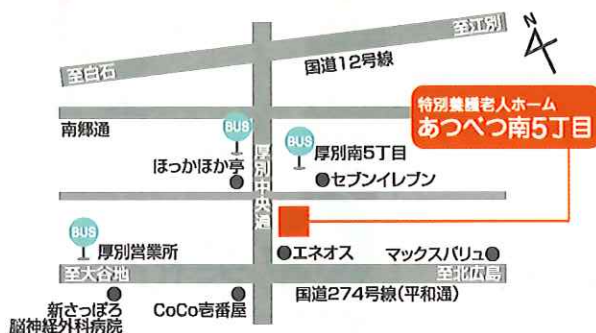 至江別
N
至白石
国道12号線
特別養護老人ホーム
あつべつ南5丁目
南郷通
BUS
BUS
厚別南5丁目
ほっかほか亭
厚別中央通
セブンイレブン
BUS
厚別営業所
エネオス
マックスバリュ
至大谷地
至北広島
国道274号線(平和通)
新さっぽろ
脳神経外科病院
CoCo壱番屋